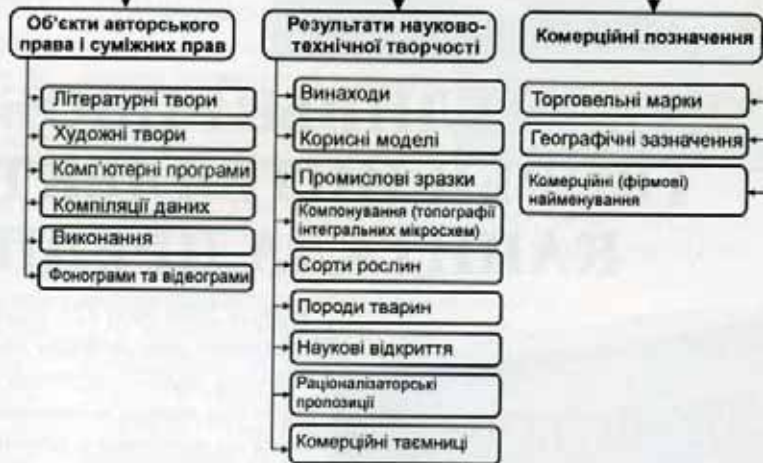 Об'єкти авторського
права і суміжних прав
Літературні твори
Художні твори
Комп'ютерні програми
Компіляції даних
Виконання
Фонограми та відеограми
Результати науково-
технічної творчості
Винаходи
Корисні моделі
Промислові зразки
Компонування (топографії
інтегральних мікросхем)
Сорти рослин
Породи тварин
Наукові відкриття
Раціоналізаторські
пропозиції
Комерційні таємниці
Комерційні позначення
Торговельні марки
Географічні зазначення
Комерційні (фірмові)
найменування